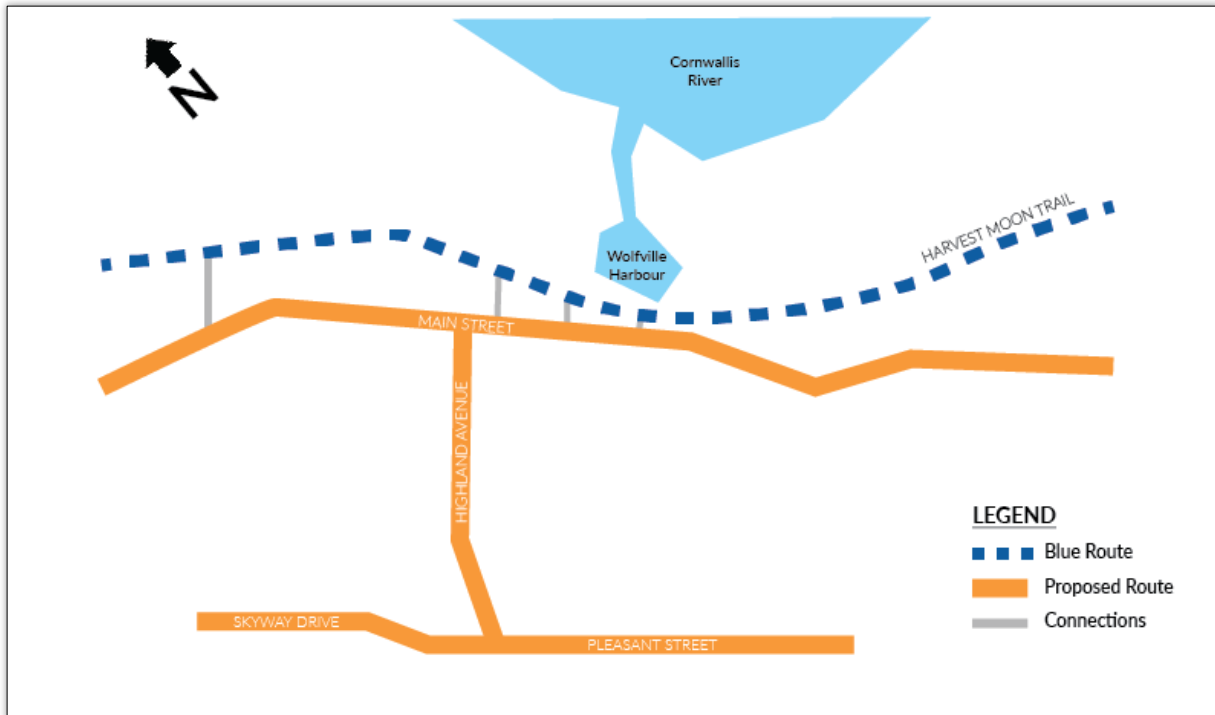 N
Cornwallis
River
Wolfville
Harbour
HARVEST MOON TRAIL
MAIN STREET
HIGHLAND AVENUE
SKYWAY DRIVE
PLEASANT STREET
LEGEND
Blue Route
Proposed Route
Connections